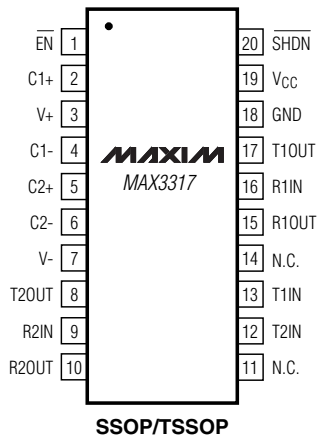 EN 1 20 SHDN
C1+ 2 19 VCC
V+ 3 18 GND
C1- 4 MAXIM 17 T1OUT
C2+ 5 MAX3317 16 R1IN
C2- 6 15 R1OUT
V- 7 14 N.C.
T2OUT 8 13 T1IN
R2IN 9 12 T2IN
R2OUT 10 11 N.C.
SSOP/TSSOP